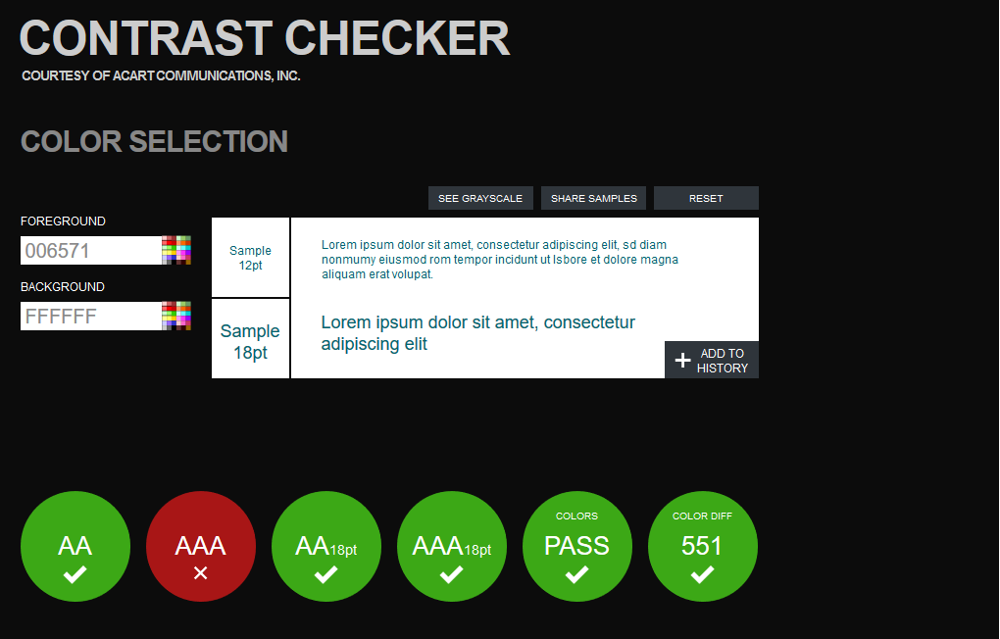 CONTRAST CHECKER
COURTESY OF ACART COMMUNICATIONS, INC.
COLOR SELECTION
SEE GRAYSCALE
SHARE SAMPLES
RESET
FOREGROUND
006571
BACKGROUND
FFFFFF
Sample
12pt
Lorem ipsum dolor sit amet, consectetur adipiscing elit, sd diam
nonmumy eiusmod rom tempor incidunt ut lsbore et dolore magna
aliquam erat volupat.
Sample
18pt
Lorem ipsum dolor sit amet, consectetur
adipiscing elit
ADD TO
HISTORY
AA
AAA
AA18pt
AAA18pt
COLORS
PASS
COLOR DIFF
551